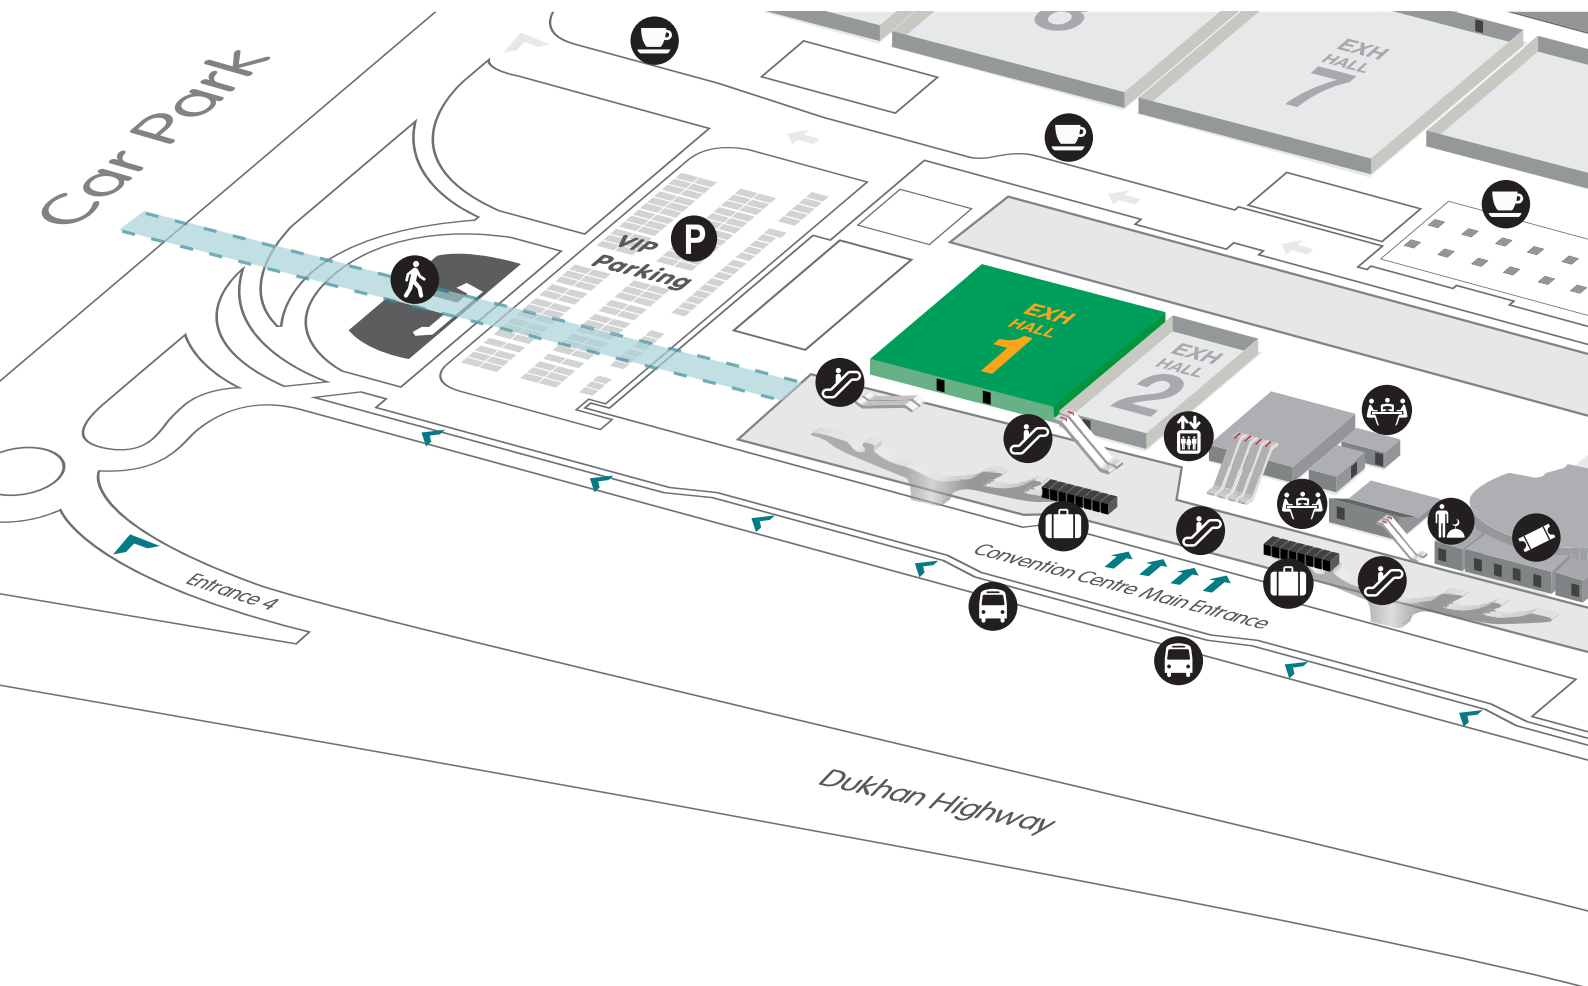 Car Park
EXH
HALL
7
VIP
Parking
P
EXH
HALL
1
EXH
HALL
2
Convention Centre Main Entrance
Entrance 4
Dukhan Highway